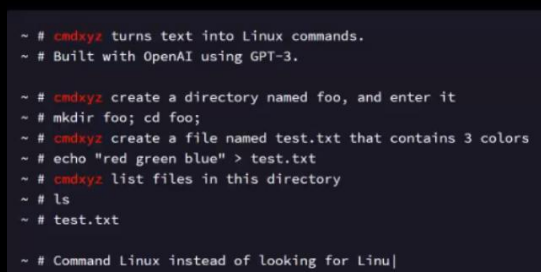 ~ # cmdxyz turns text into Linux commands.
~ # Built with OpenAI using GPT-3.
~ # cmdxyz create a directory named foo, and enter it
~ # mkdir foo; cd foo;
~ # cmdxyz create a file named test.txt that contains 3 colors
~ # echo "red green blue" > test.txt
~ # cmdxyz list files in this directory
~ # ls
~ # test.txt
~ # Command Linux instead of looking for Linu|